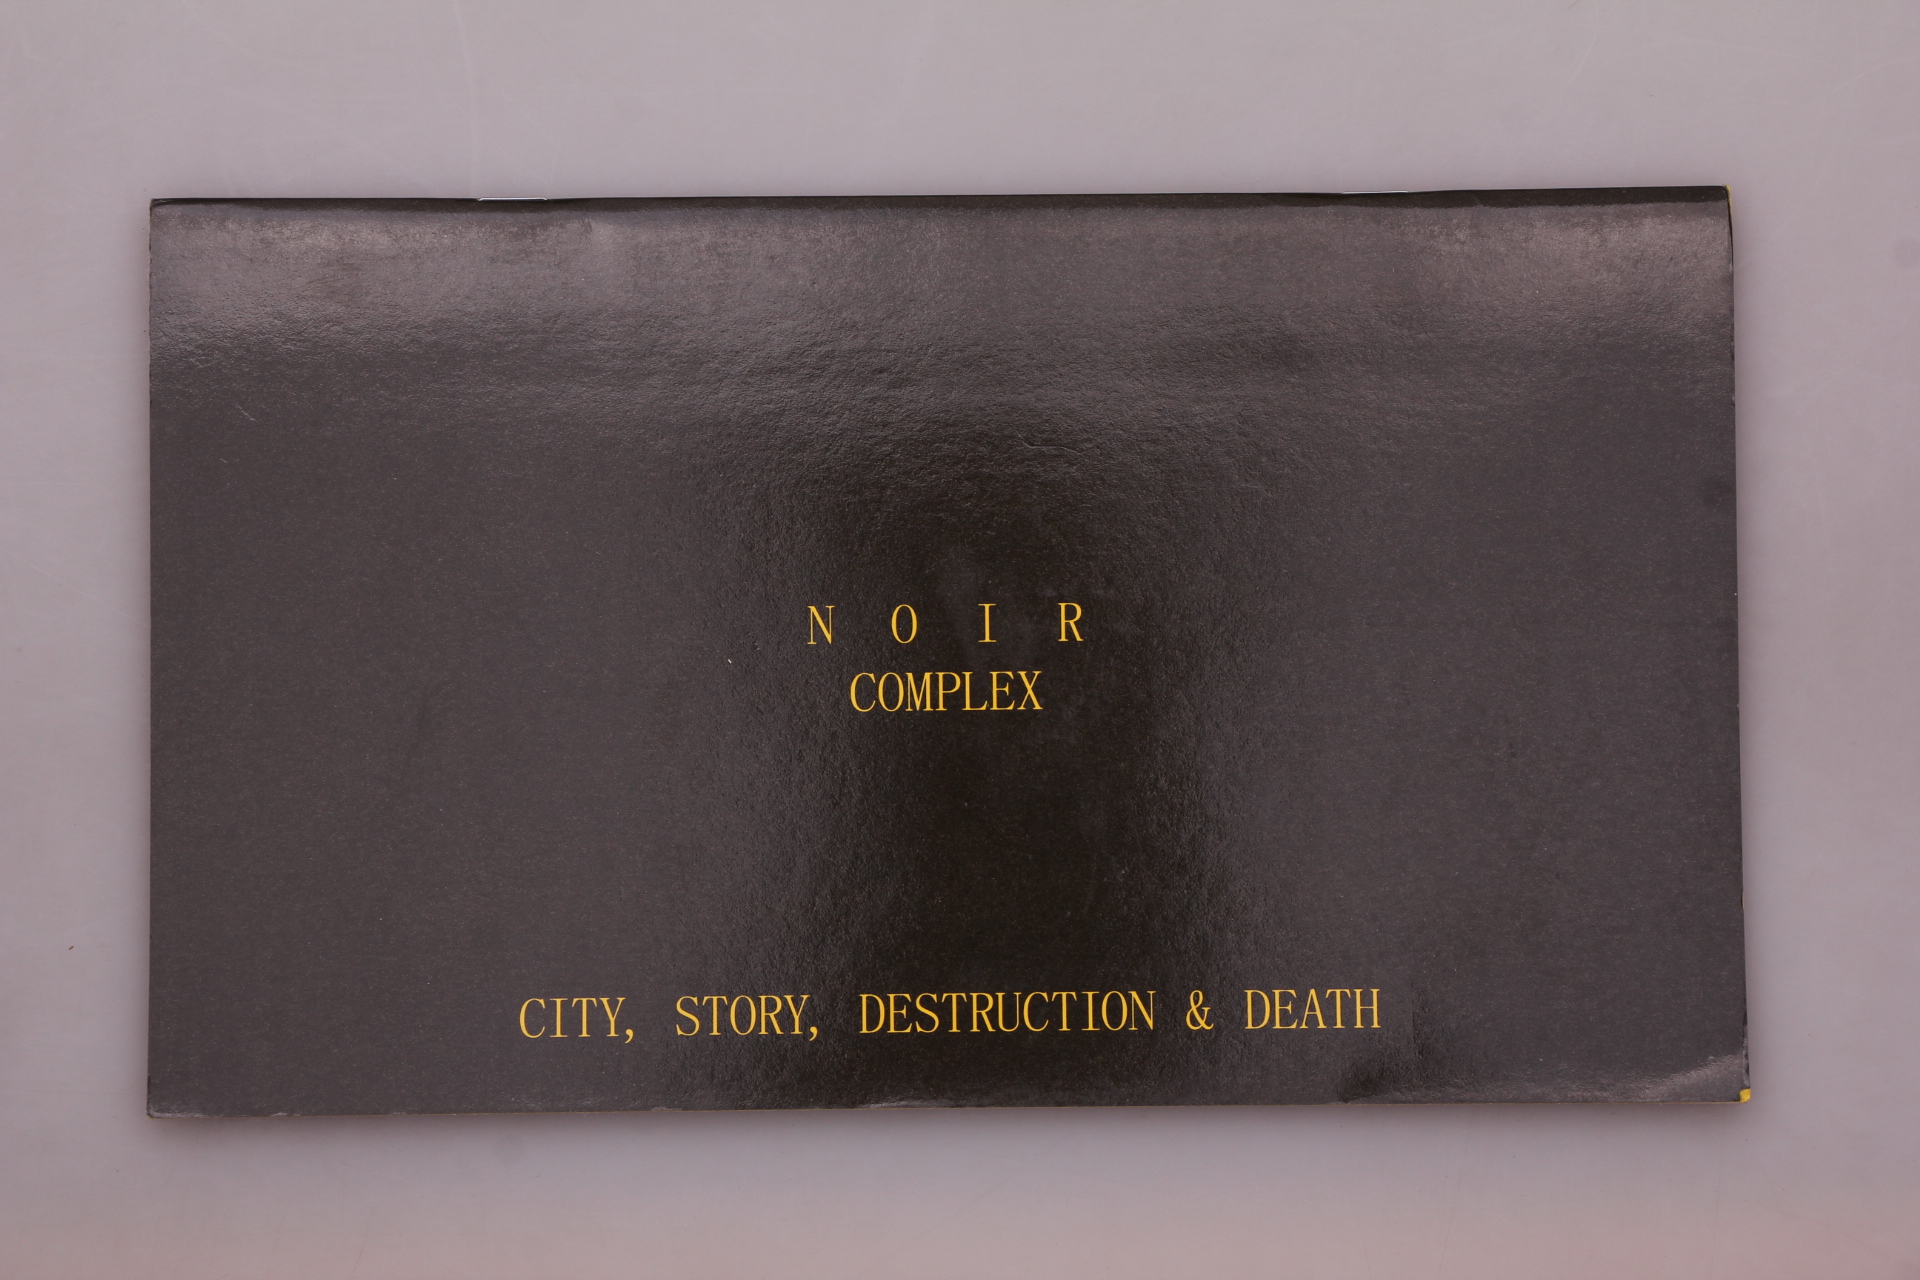 N O I R
COMPLEX
CITY, STORY, DESTRUCTION & DEATH